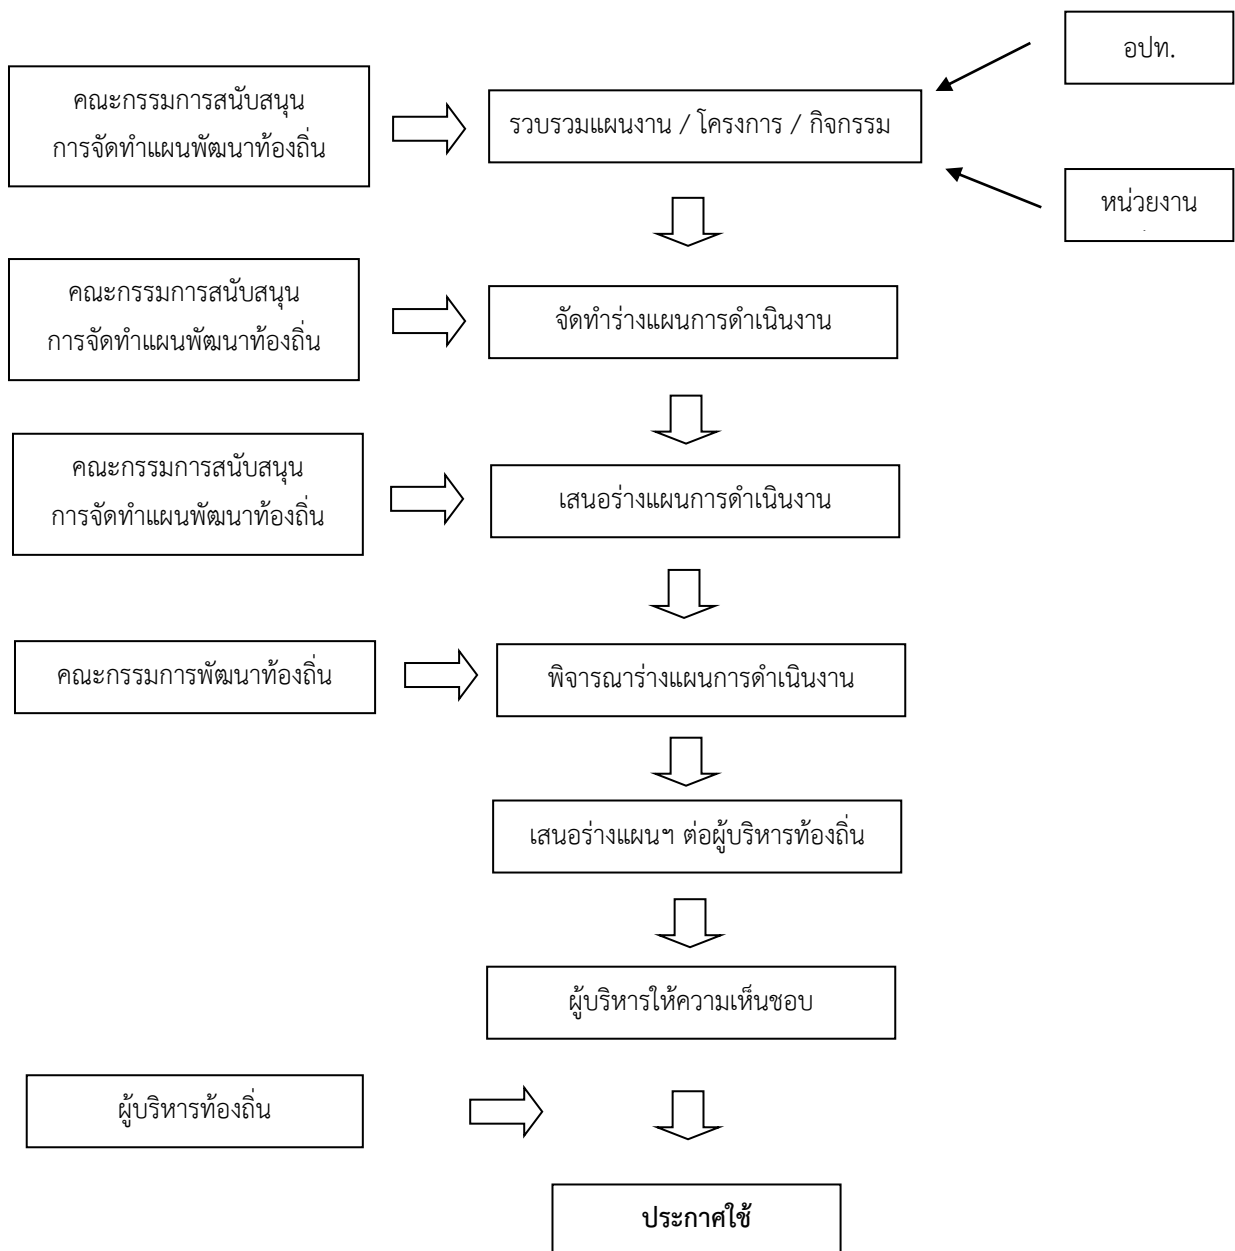 อปท.
คณะกรรมการสนับสนุน
การจัดทำแผนพัฒนาท้องถิ่น
รวบรวมแผนงาน / โครงการ / กิจกรรม
หน่วยงาน
คณะกรรมการสนับสนุน
การจัดทำแผนพัฒนาท้องถิ่น
จัดทำร่างแผนการดำเนินงาน
คณะกรรมการสนับสนุน
การจัดทำแผนพัฒนาท้องถิ่น
เสนอร่างแผนการดำเนินงาน
คณะกรรมการพัฒนาท้องถิ่น
พิจารณาร่างแผนการดำเนินงาน
เสนอร่างแผนฯ ต่อผู้บริหารท้องถิ่น
ผู้บริหารให้ความเห็นชอบ
ผู้บริหารท้องถิ่น
ประกาศใช้